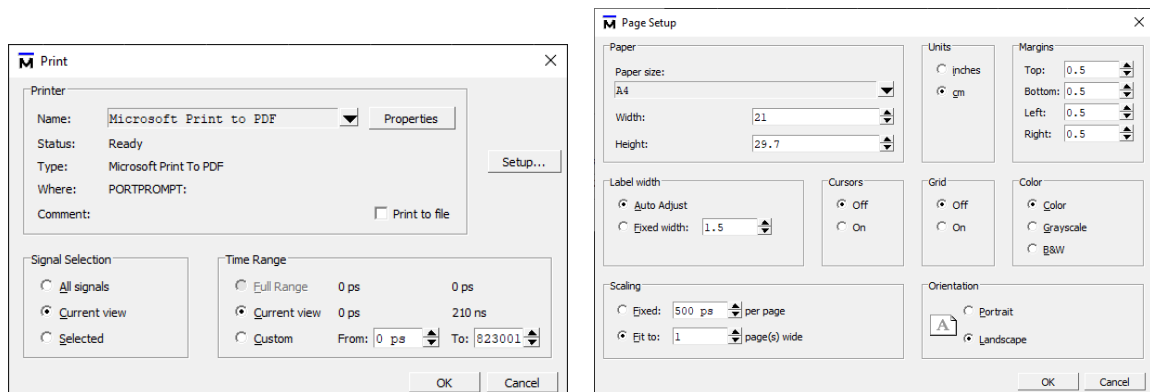 Print
Printer
Name: Microsoft Print to PDF Properties
Status: Ready
Type: Microsoft Print To PDF
Where: PORTPROMPT:
Comment: Print to file
Setup...
Signal Selection
All signals
Current view
Selected
Time Range
Full Range 0 ps 0 ps
Current view 0 ps 210 ns
Custom From: 0 ps To: 823001
OK Cancel
Page Setup
Paper
Paper size:
A4
Width: 21
Height: 29.7
Units
inches
cm
Margins
Top: 0.5
Bottom: 0.5
Left: 0.5
Right: 0.5
Label width
Auto Adjust
Fixed width: 1.5
Cursors
Off
On
Grid
Off
On
Color
Color
Grayscale
B&W
Scaling
Fixed: 500 ps per page
Fit to: 1 page(s) wide
Orientation
A
Portrait
Landscape
OK Cancel